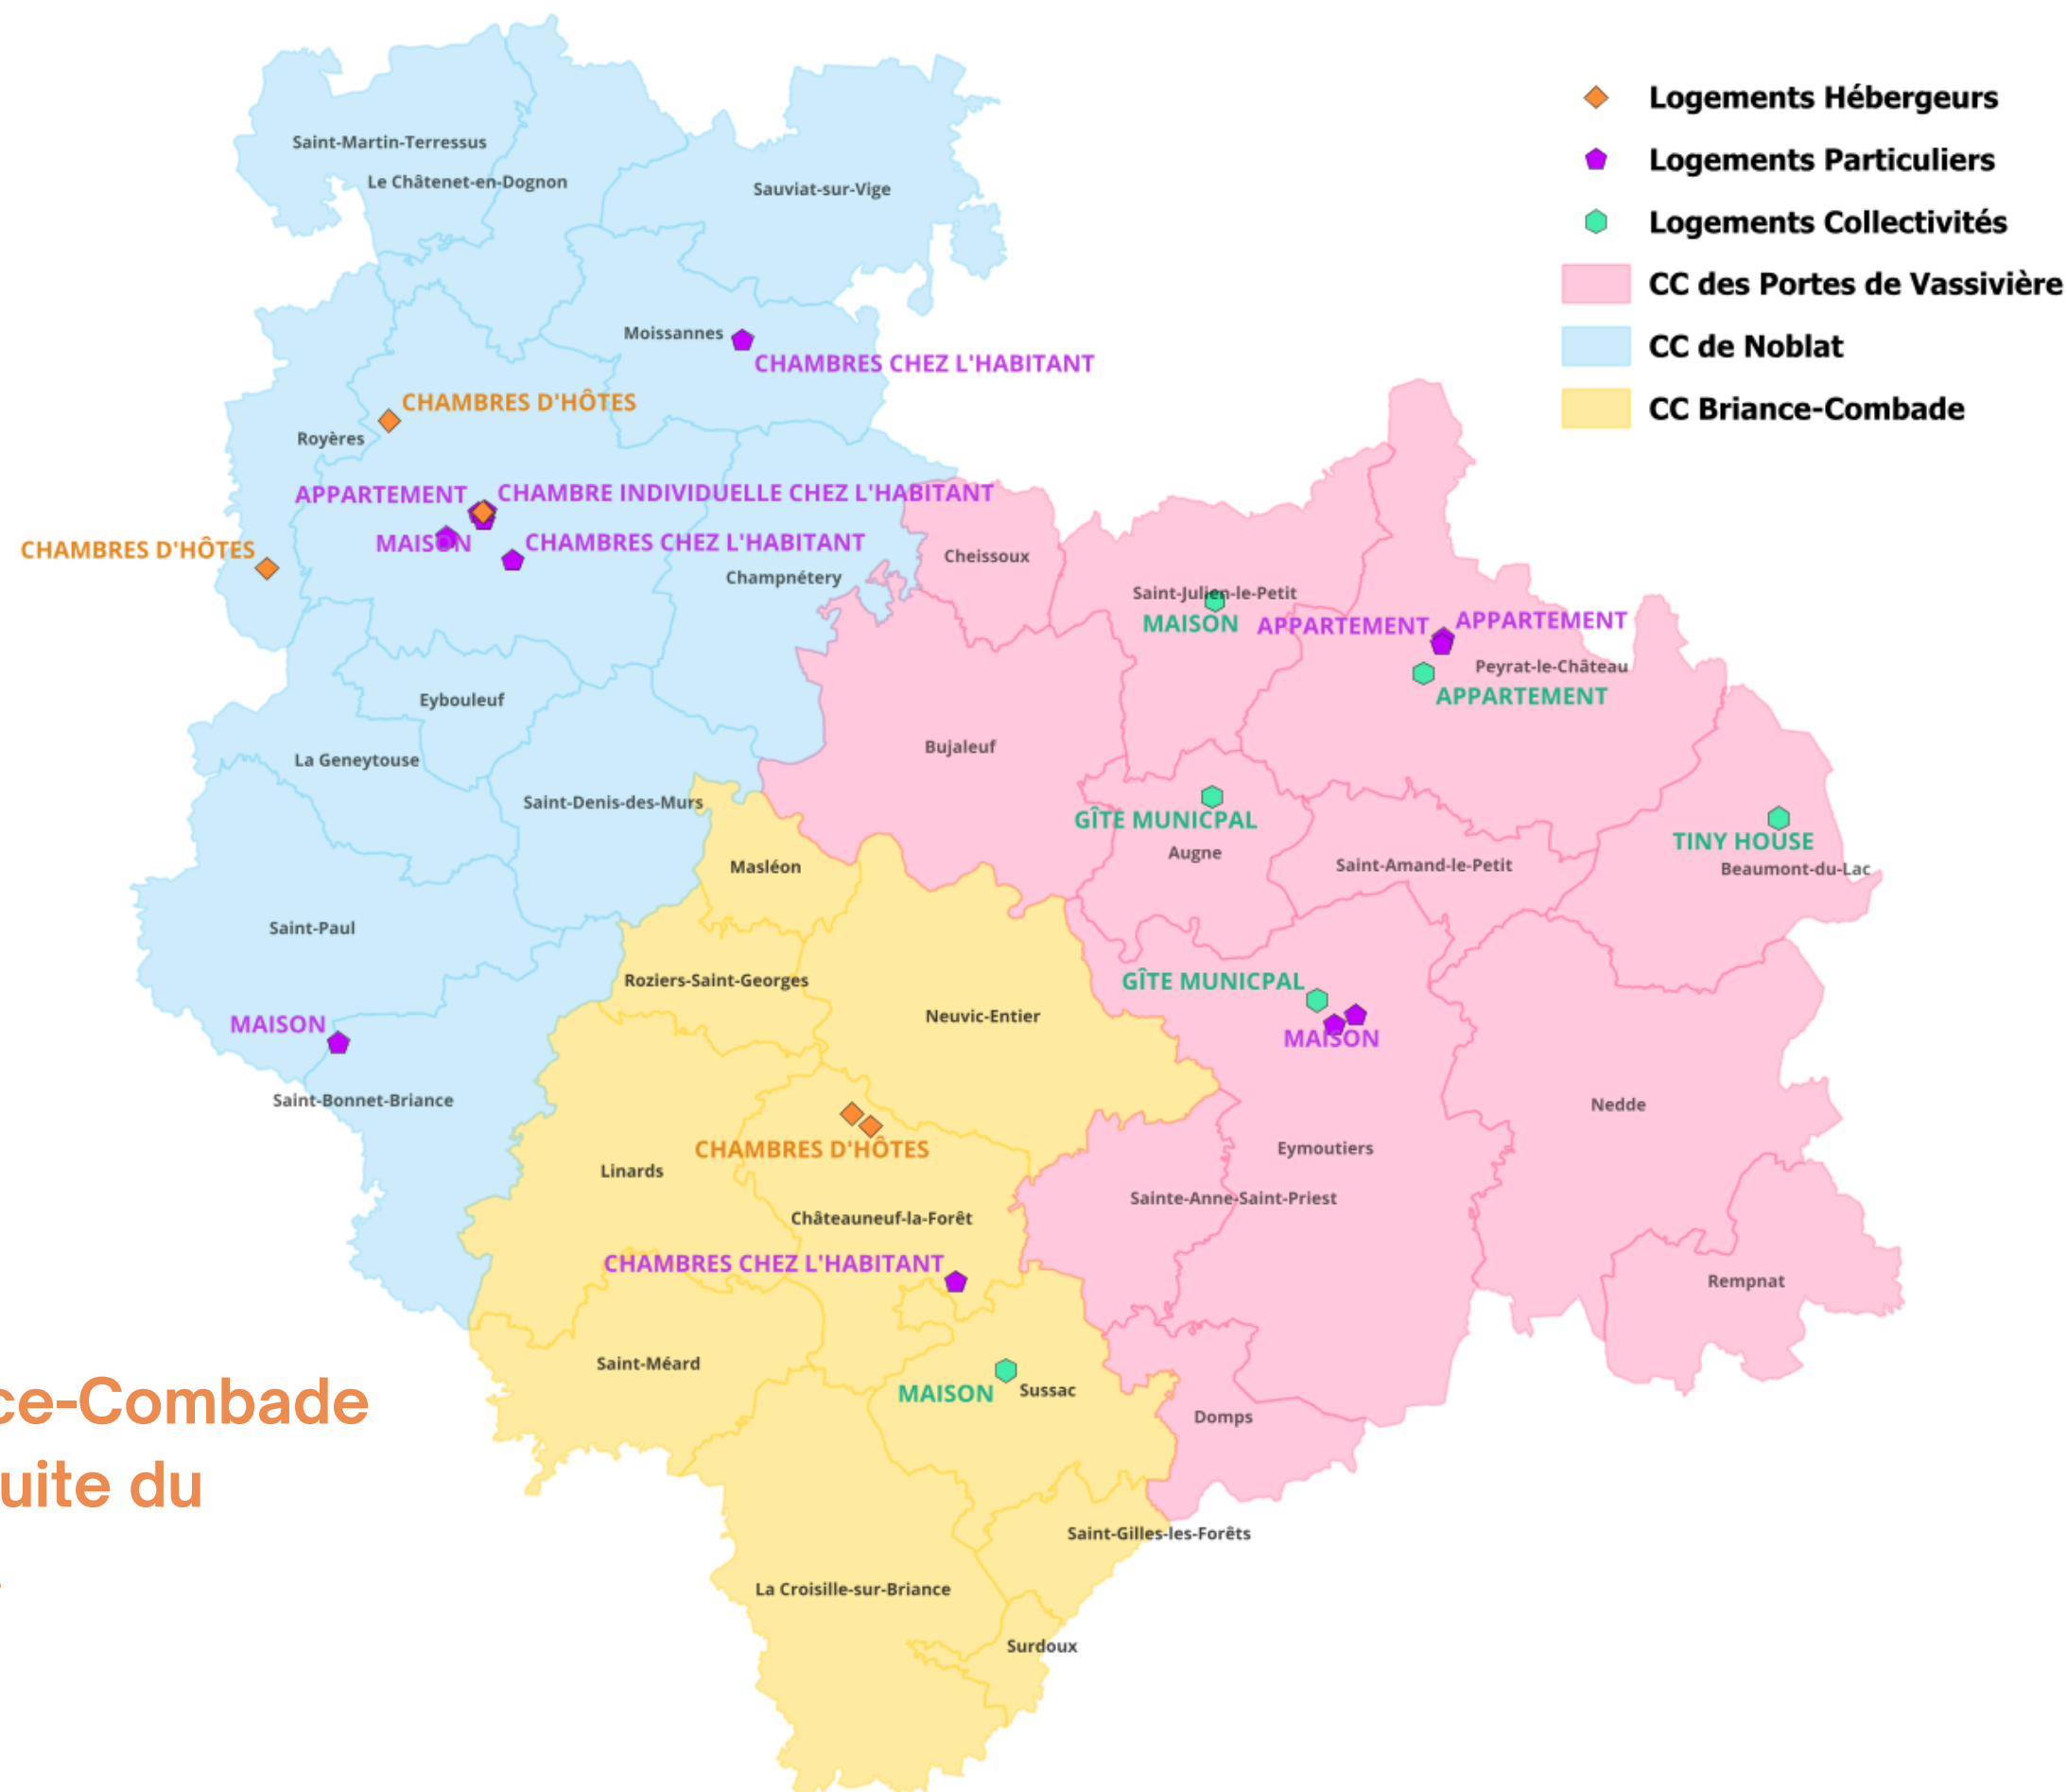 Logements Hébergeurs
Logements Particuliers
Logements Collectivités
CC des Portes de Vassivière
CC de Noblat
CC Briance-Combade
Saint-Martin-Terressus
Le Châtenet-en-Dognon
Sauviat-sur-Vige
Moissannes
CHAMBRES CHEZ L'HABITANT
CHAMBRES D'HÔTES
Royères
APPARTEMENT
CHAMBRE INDIVIDUELLE CHEZ L'HABITANT
MAISON
CHAMBRES CHEZ L'HABITANT
CHAMBRES D'HÔTES
Cheissoux
Champnétery
Saint-Julien-le-Petit
MAISON
APPARTEMENT
APPARTEMENT
Peyrat-le-Château
APPARTEMENT
Eybouleuf
Bujaleuf
La Geneytouse
Saint-Denis-des-Murs
GÎTE MUNICPAL
Augne
TINY HOUSE
Beaumont-du-Lac
Masléon
Saint-Amand-le-Petit
Saint-Paul
Roziers-Saint-Georges
GÎTE MUNICPAL
Neuvic-Entier
MAISON
MAISON
Saint-Bonnet-Briance
Nedde
CHAMBRES D'HÔTES
Eymoutiers
Linards
Sainte-Anne-Saint-Priest
Châteauneuf-la-Forêt
CHAMBRES CHEZ L'HABITANT
Rempnat
Saint-Méard
MAISON
Sussac
Domps
ce-Combade
uite du
Saint-Gilles-les-Forêts
La Croisille-sur-Briance
Surdoux